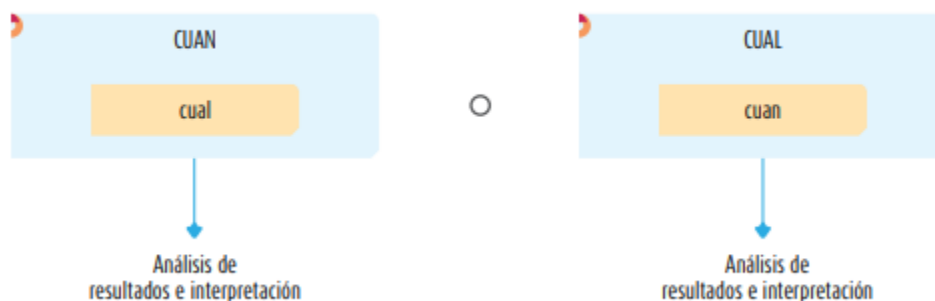 CUAN
cual
Análisis de
resultados e interpretación
o
CUAL
cuan
Análisis de
resultados e interpretación